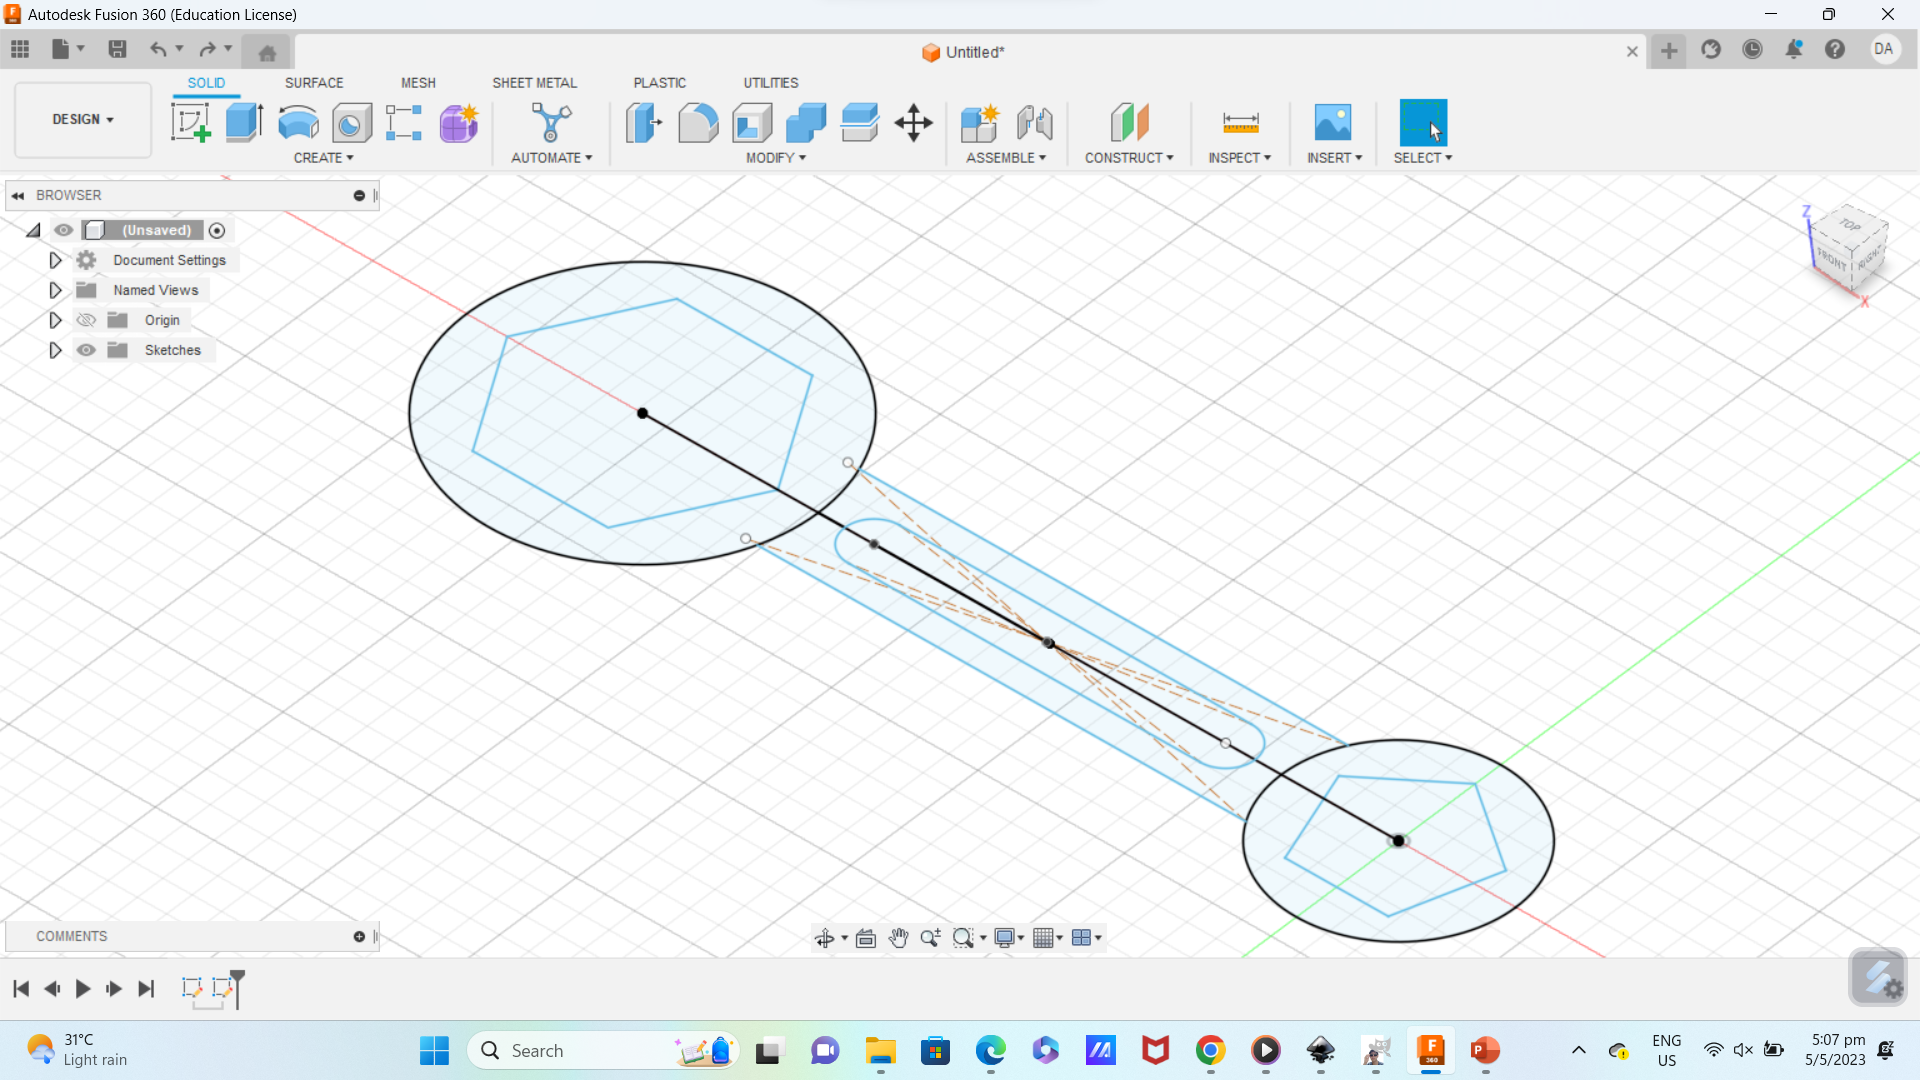 Autodesk Fusion 360 (Education License)
Untitled*
DA
DESIGN
SOLID SURFACE MESH SHEET METAL PLASTIC UTILITIES
CREATE AUTOMATE MODIFY ASSEMBLE CONSTRUCT INSPECT INSERT SELECT
BROWSER
(Unsaved)
Document Settings
Named Views
Origin
Sketches
Z
TOP
FRONT RIGHT
X
COMMENTS
31°C
Light rain
Search
F
360
P
ENG
US
5:07 pm
5/5/2023